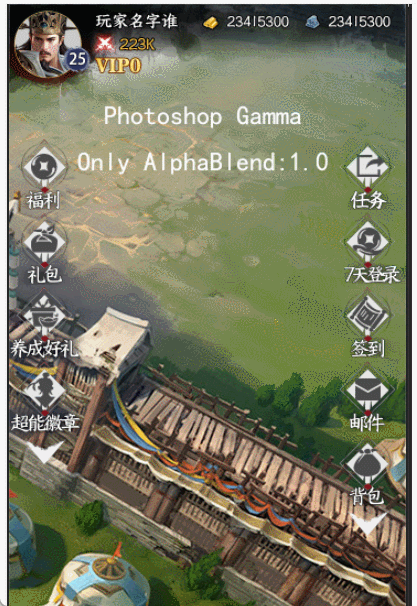 玩家名字谁 23415300 23415300
223K
25
VIP0
Photoshop Gamma
Only AlphaBlend:1.0
福利 任务
礼包 7天登录
养成好礼 签到
超能徽章 邮件
背包